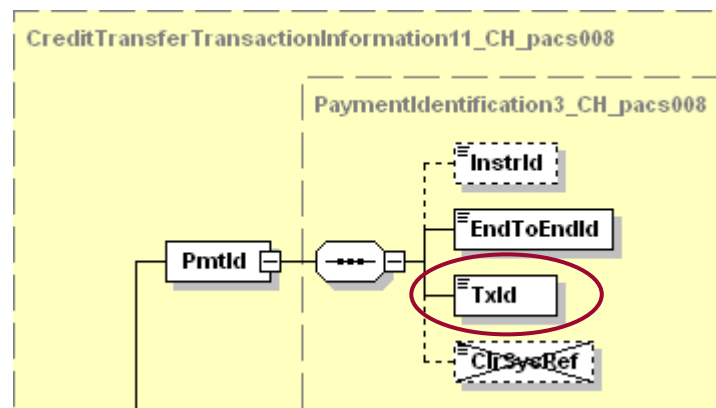 CreditTransferTransactionInformation11_CH_pacs008
PaymentIdentification3_CH_pacs008
InstrId
EndToEndId
PmtId
TxId
ClrSysRef